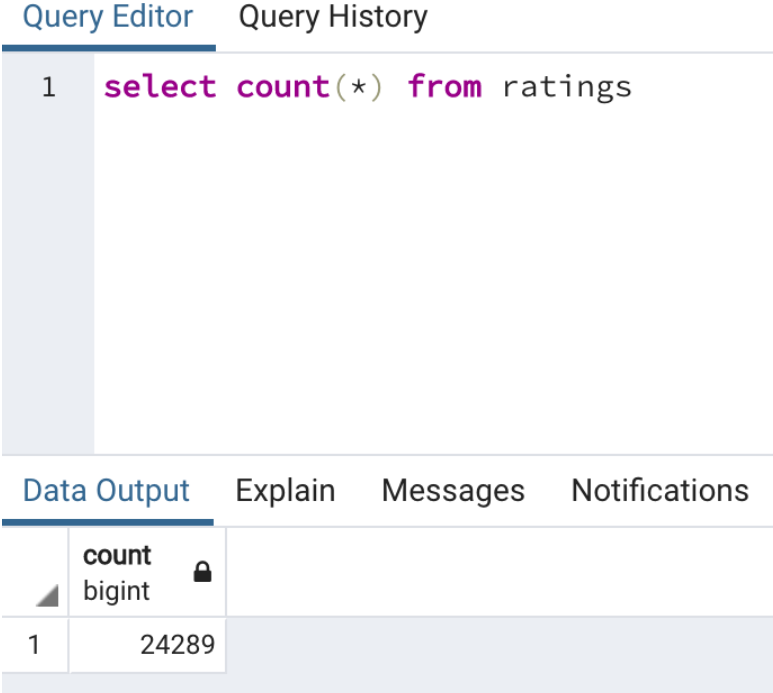 Query Editor Query History
1 select count(*) from ratings
Data Output Explain Messages Notifications
count
bigint
1 24289